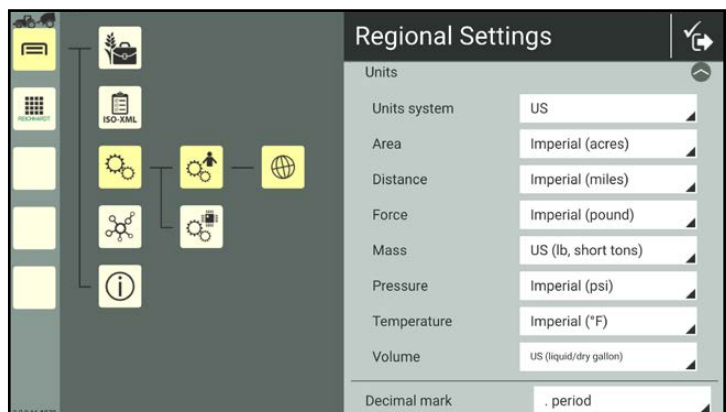 Regional Settings
REICHHARDT
ISO-XML
Units
Units system US
Area Imperial (acres)
Distance Imperial (miles)
Force Imperial (pound)
Mass US (lb, short tons)
Pressure Imperial (psi)
Temperature Imperial (°F)
Volume US (liquid/dry gallon)
Decimal mark . period